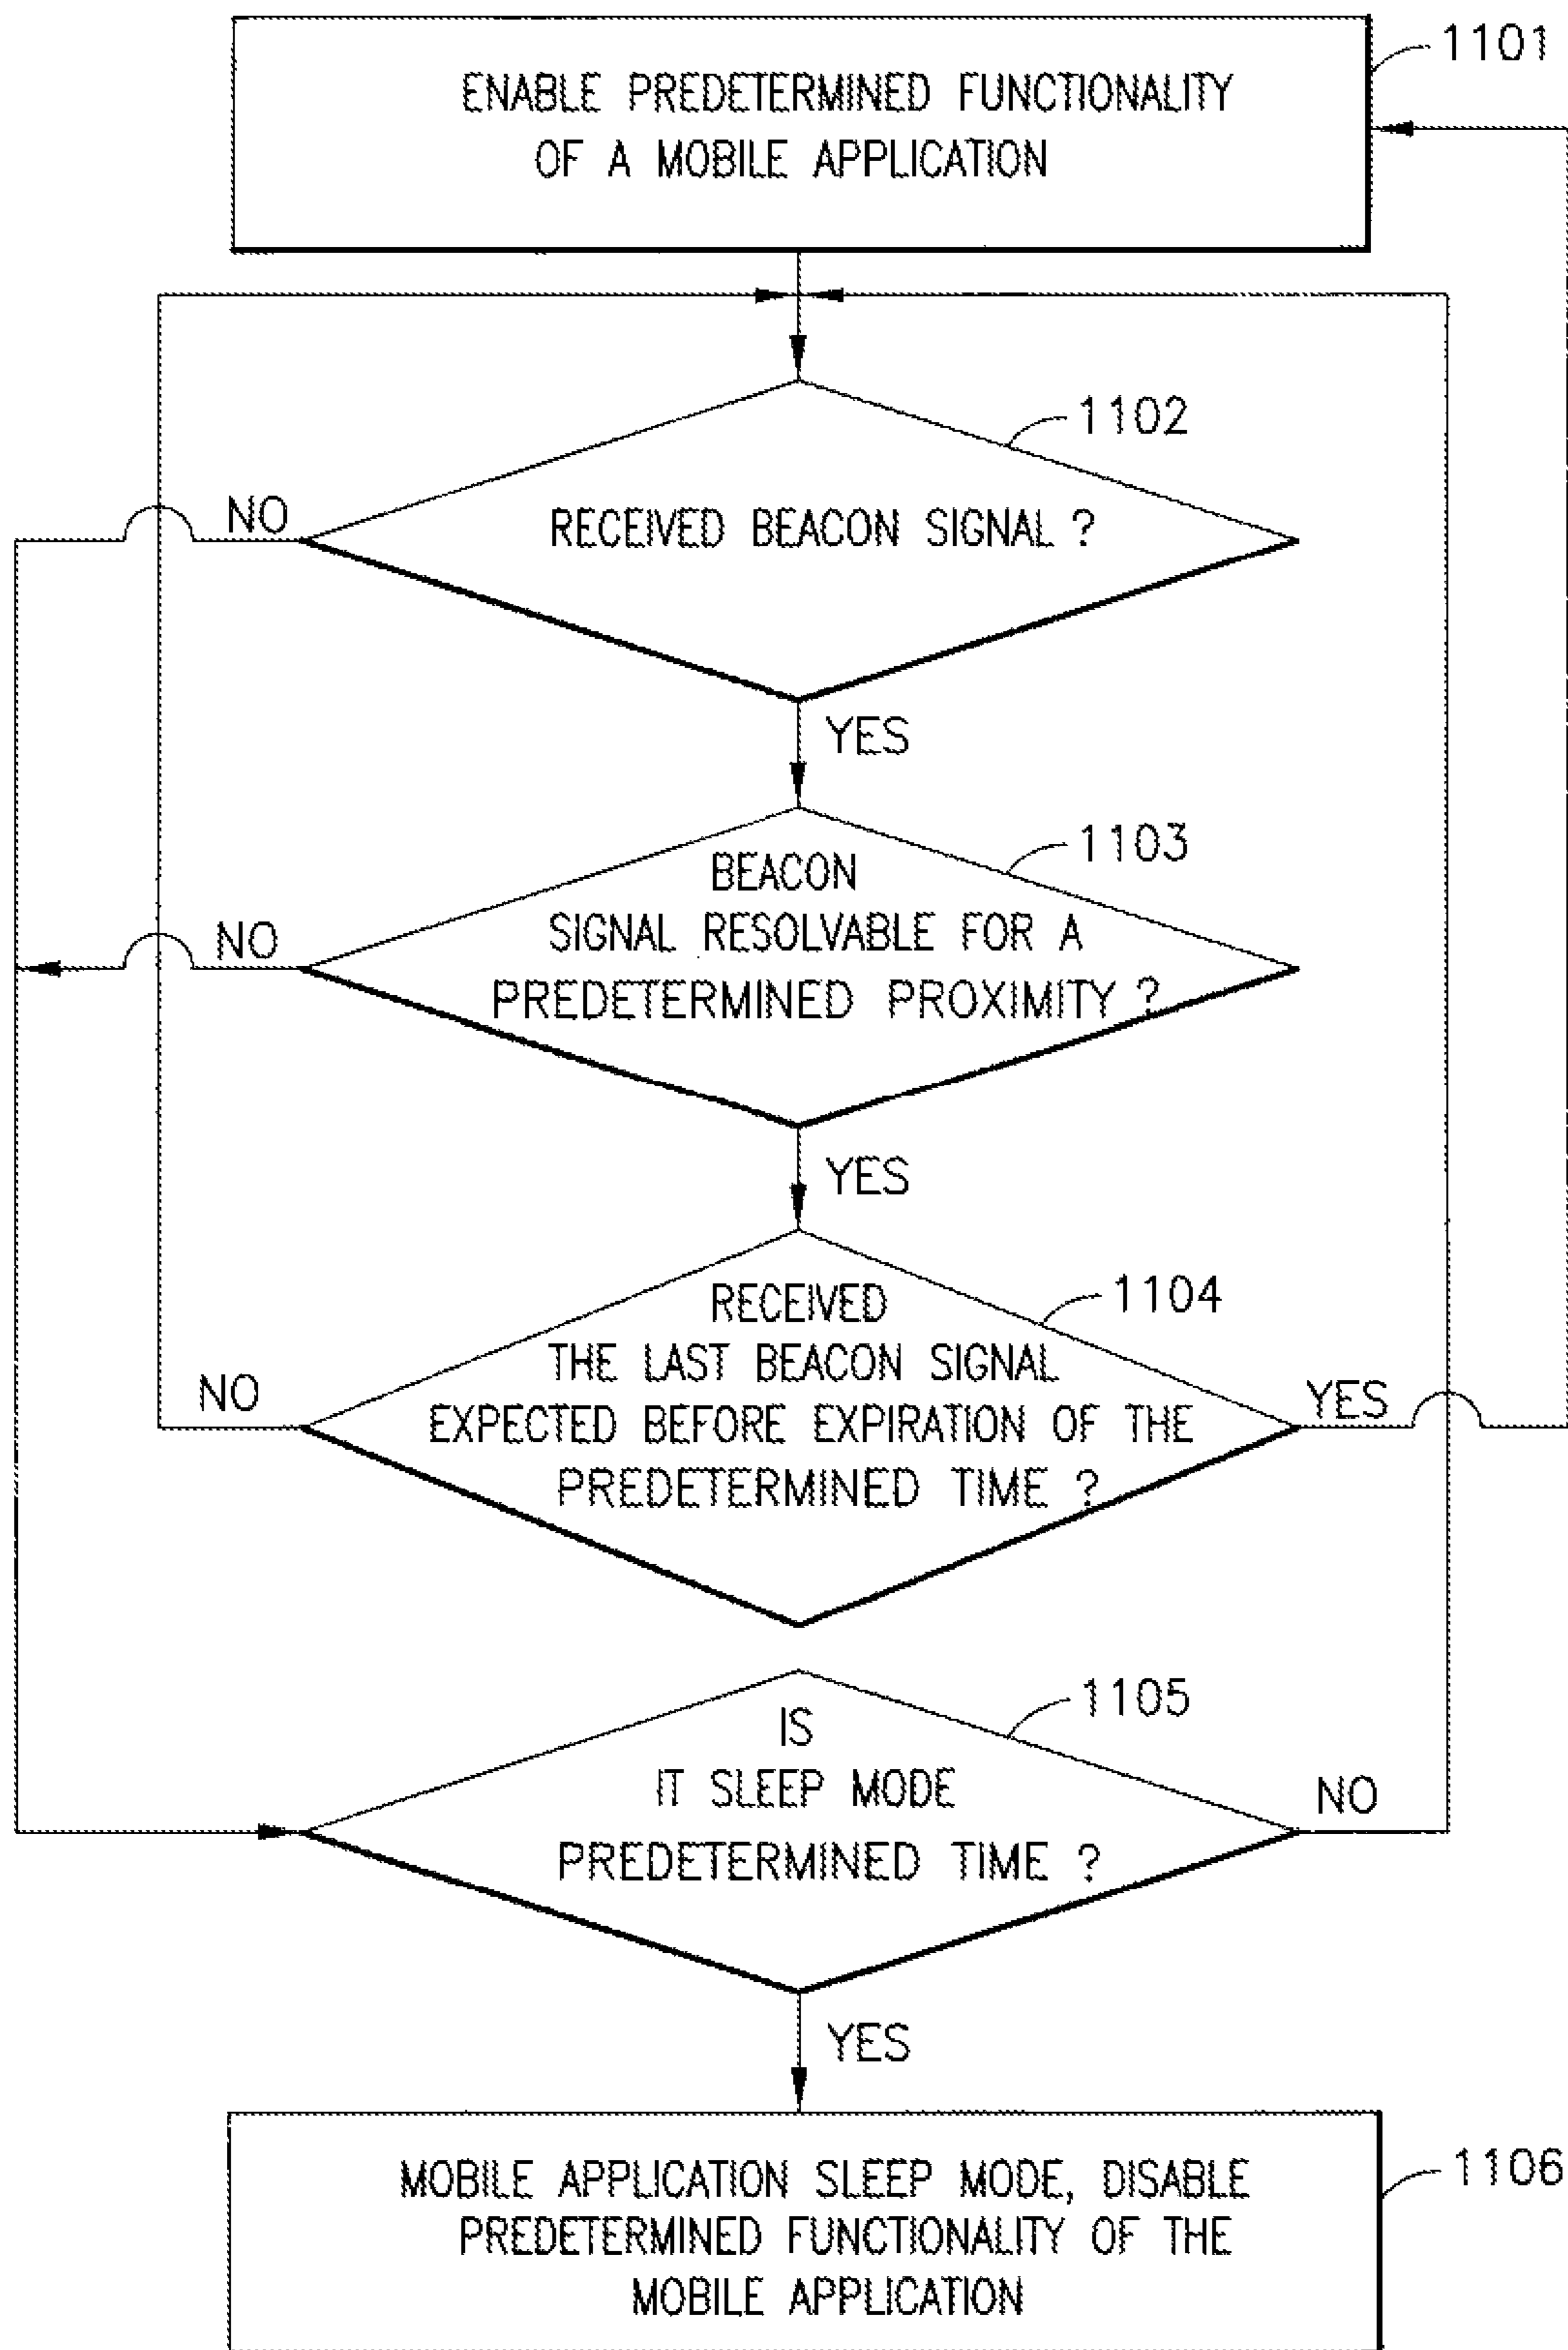 1101
ENABLE PREDETERMINED FUNCTIONALITY
OF A MOBILE APPLICATION
1102
NO
RECEIVED BEACON SIGNAL ?
YES
1103
BEACON
NO
SIGNAL RESOLVABLE FOR A
PREDETERMINED PROXIMITY ?
YES
1104
RECEIVED
THE LAST BEACON SIGNAL
NO
YES
EXPECTED BEFORE EXPIRATION OF THE
PREDETERMINED TIME ?
1105
IS
IT SLEEP MODE
NO
PREDETERMINED TIME ?
YES
1106
MOBILE APPLICATION SLEEP MODE, DISABLE
PREDETERMINED FUNCTIONALITY OF THE
MOBILE APPLICATION